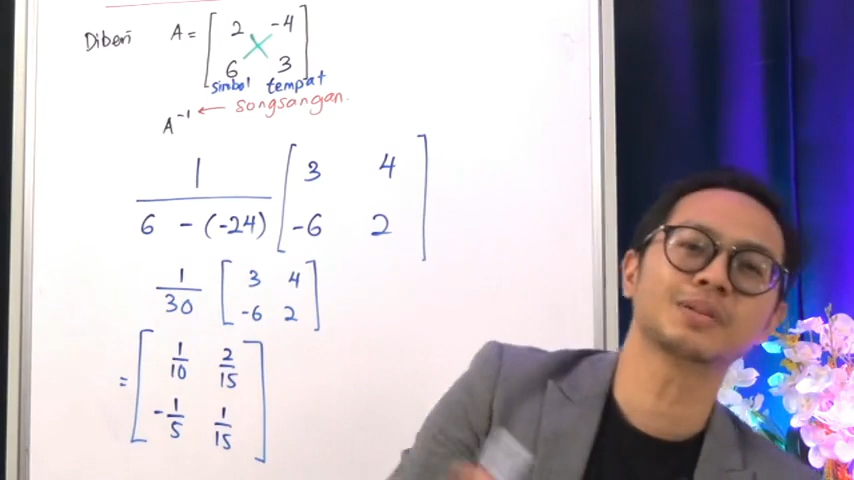 Diberi A = [ 2 -4
6 3 ]
simbol tempat
A⁻¹ ← songsangan.
1 / 6 - (-24) [ 3 4
-6 2 ]
1/30 [ 3 4
-6 2 ]
= [ 1/10 2/15
-1/5 1/15 ]